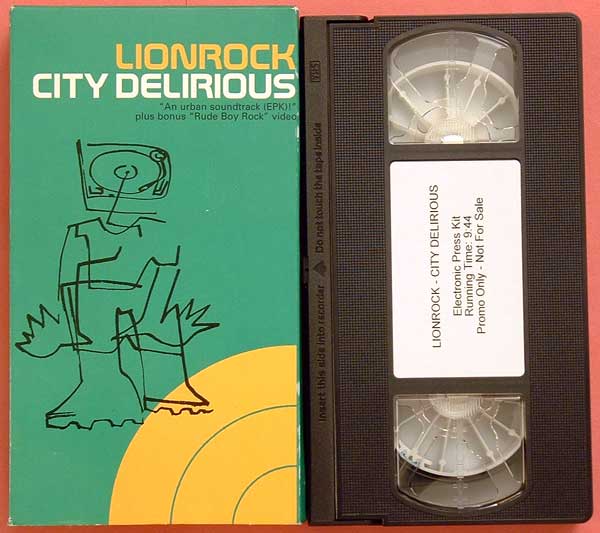 LIONROCK
CITY DELIRIOUS
"An urban soundtrack (EPK)!"
plus bonus "Rude Boy Rock" video
VHS
Do not touch the tape inside
Insert this side into recorder
LIONROCK - CITY DELIRIOUS
Electronic Press Kit
Running Time: 9:44
Promo Only - Not For Sale